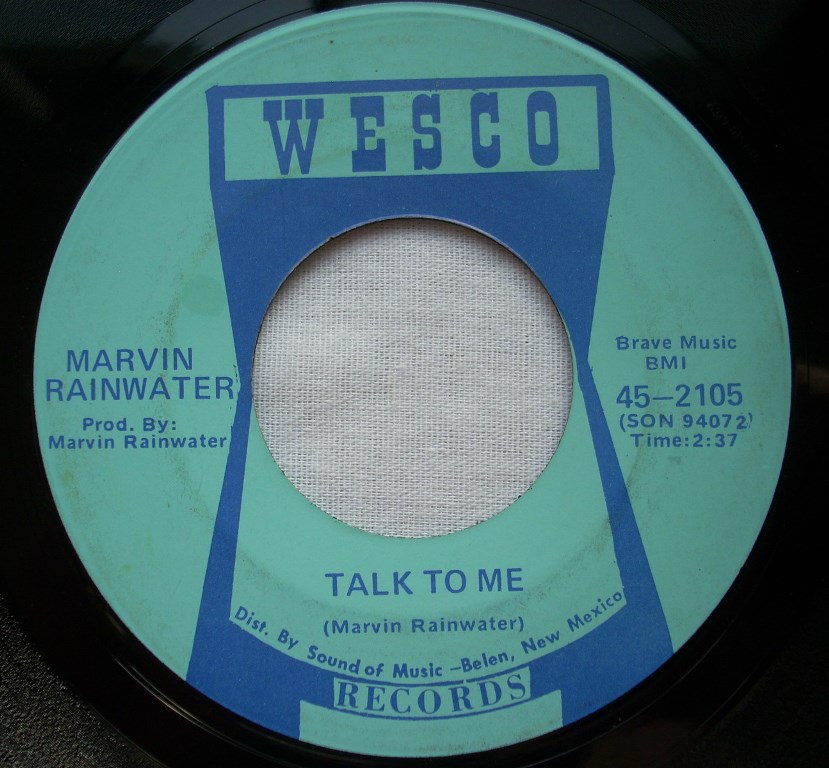 WESCO
MARVIN
RAINWATER
Prod. By:
Marvin Rainwater
Brave Music
BMI
45-2105
(SON 94072)
Time:2:37
TALK TO ME
(Marvin Rainwater)
Dist. By Sound of Music -Belen, New Mexico
RECORDS